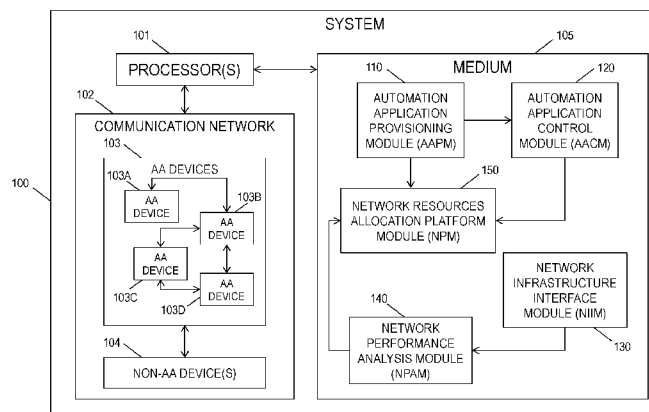 SYSTEM
101
PROCESSOR(S)
102
COMMUNICATION NETWORK
103
AA DEVICES
103A
AA
DEVICE
103B
AA
DEVICE
AA
DEVICE
103C
AA
DEVICE
103D
104
NON-AA DEVICE(S)
100
105
MEDIUM
110
AUTOMATION
APPLICATION
PROVISIONING
MODULE (AAPM)
120
AUTOMATION
APPLICATION
CONTROL
MODULE (AACM)
150
NETWORK RESOURCES
ALLOCATION PLATFORM
MODULE (NPM)
NETWORK
INFRASTRUCTURE
INTERFACE
MODULE (NIIM)
130
140
NETWORK
PERFORMANCE
ANALYSIS MODULE
(NPAM)